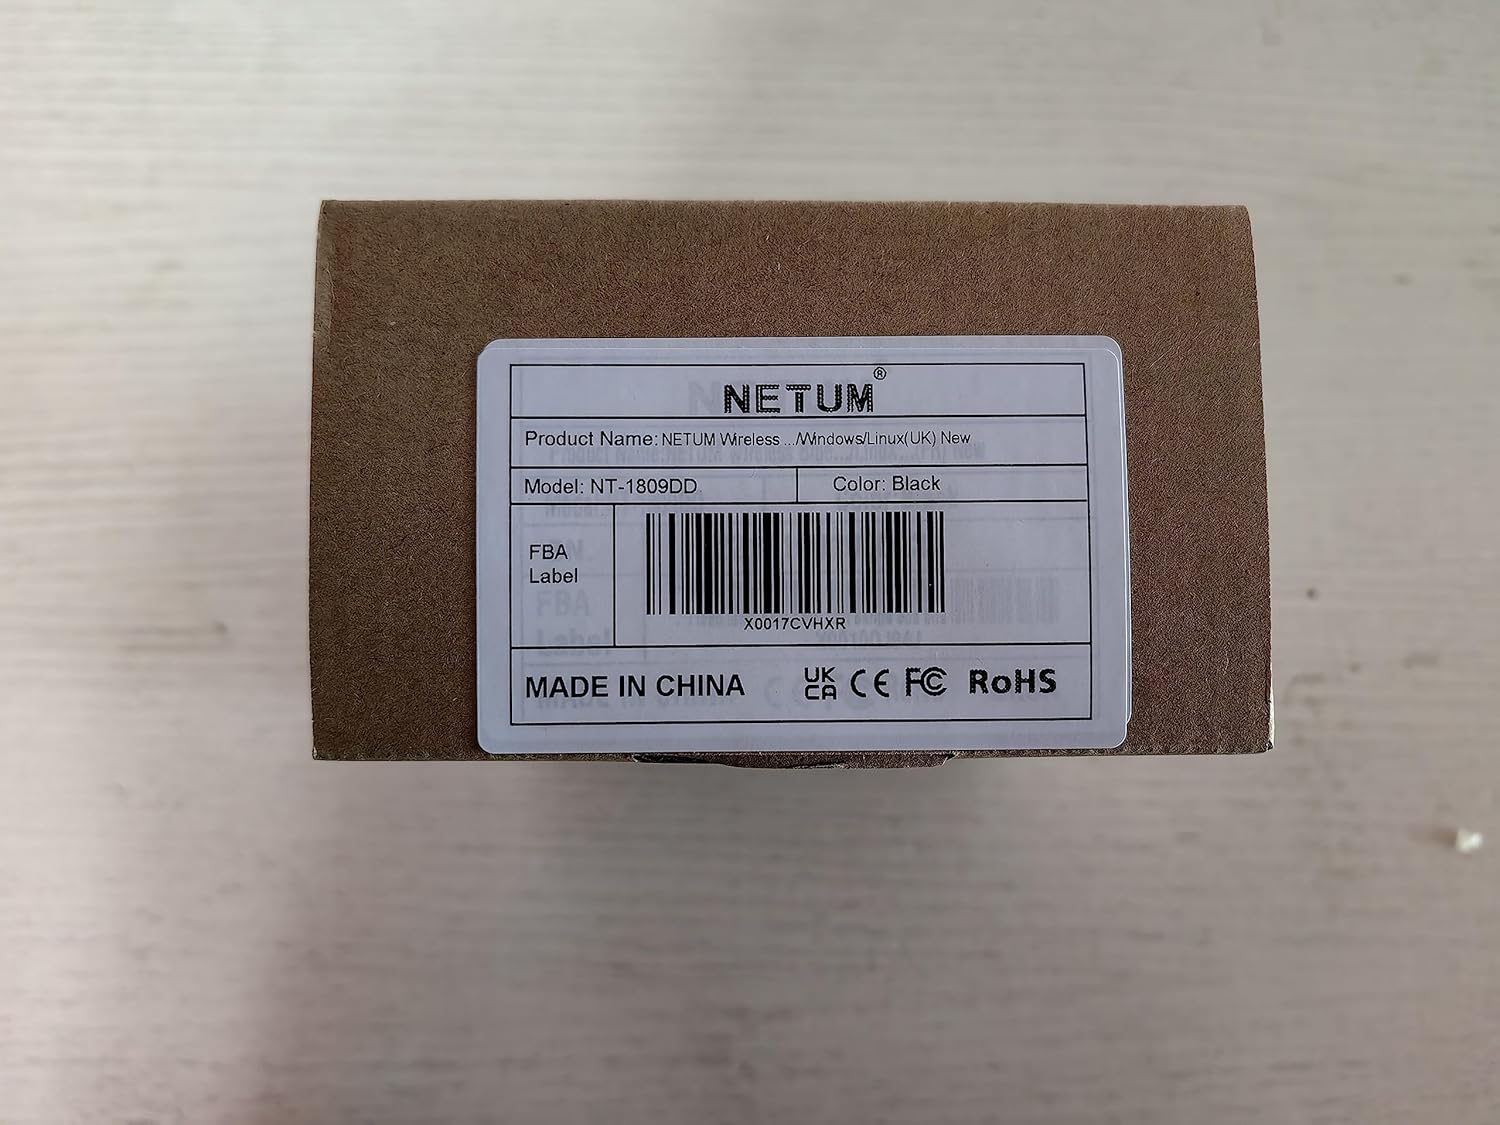 NETUM®
Product Name: NETUM Wireless .../Windows/Linux(UK) New
Model: NT-1809DD
Color: Black
FBA
Label
X0017CVHXR
MADE IN CHINA
UK
CA CE FC RoHS